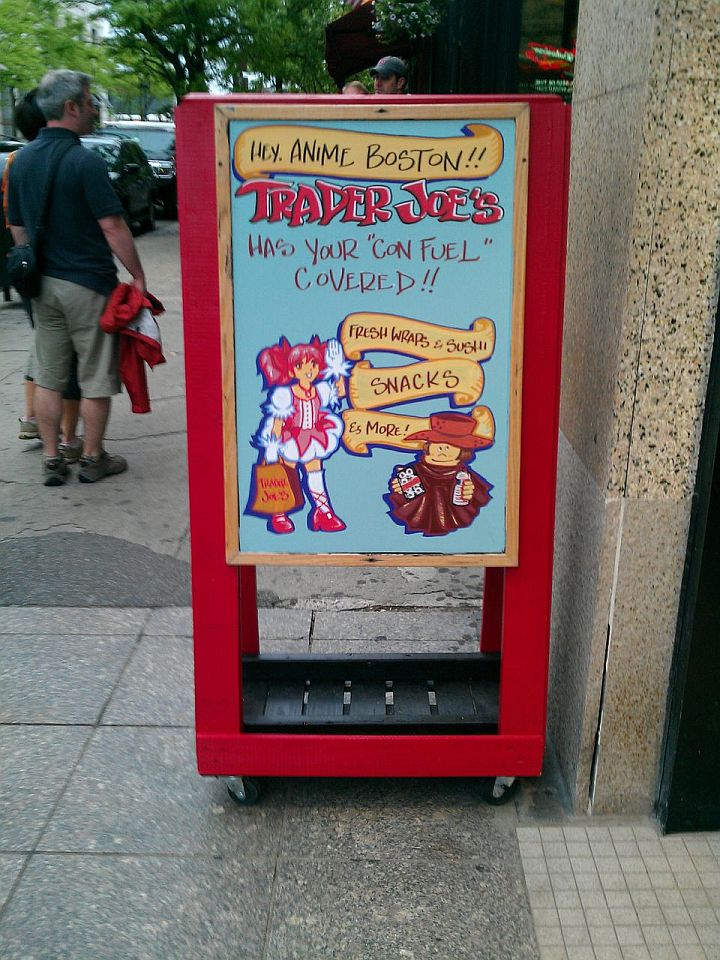 HEY, ANIME BOSTON!!
TRADER JOE'S
HAS YOUR "CON FUEL"
COVERED!!
FRESH WRAPS & SUSHI
SNACKS
& MORE!
TRADER
JOE'S